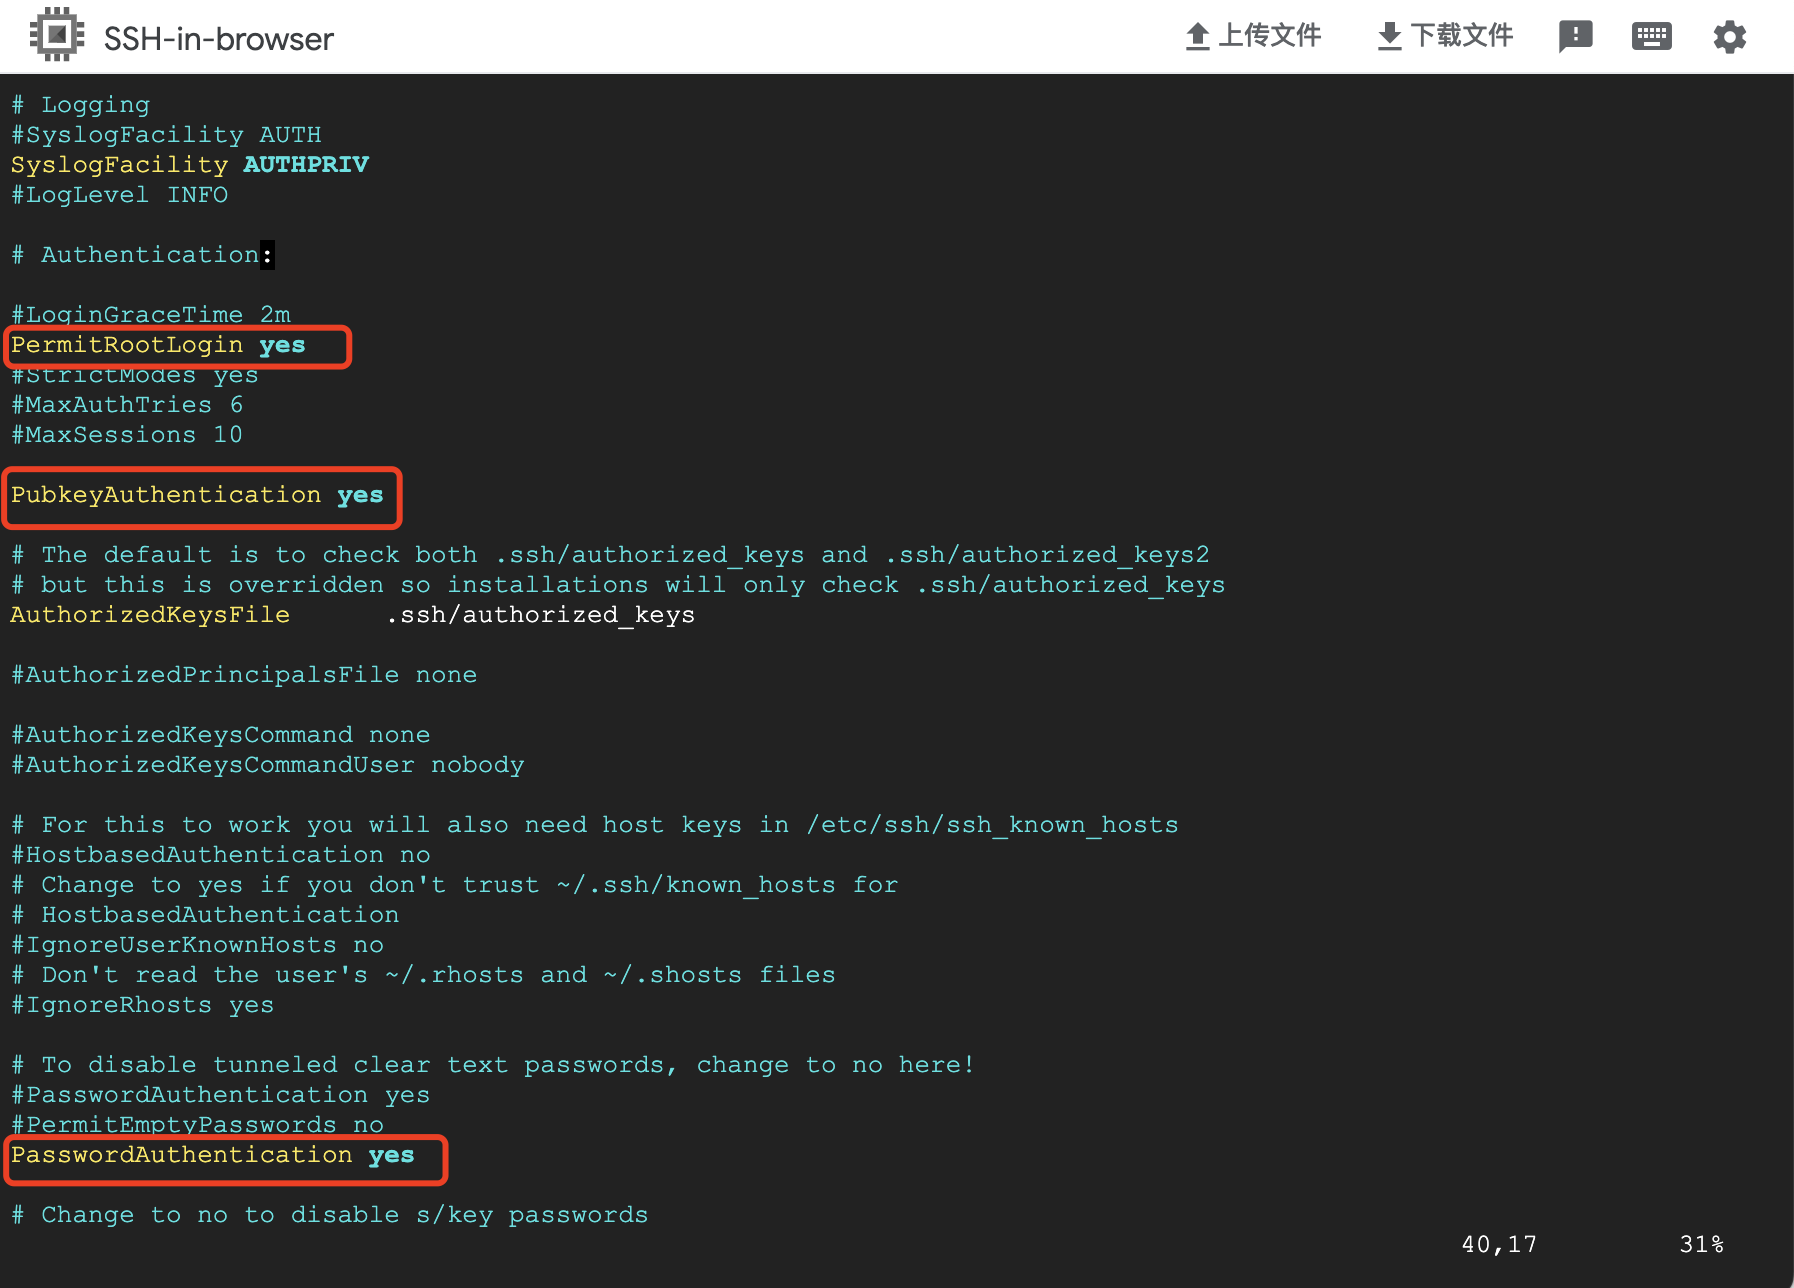 SSH-in-browser
上传文件
下载文件
# Logging
#SyslogFacility AUTH
SyslogFacility AUTHPRIV
#LogLevel INFO
# Authentication:
#LoginGraceTime 2m
PermitRootLogin yes
#StrictModes yes
#MaxAuthTries 6
#MaxSessions 10
PubkeyAuthentication yes
# The default is to check both .ssh/authorized_keys and .ssh/authorized_keys2
# but this is overridden so installations will only check .ssh/authorized_keys
AuthorizedKeysFile      .ssh/authorized_keys
#AuthorizedPrincipalsFile none
#AuthorizedKeysCommand none
#AuthorizedKeysCommandUser nobody
# For this to work you will also need host keys in /etc/ssh/ssh_known_hosts
#HostbasedAuthentication no
# Change to yes if you don't trust ~/.ssh/known_hosts for
# HostbasedAuthentication
#IgnoreUserKnownHosts no
# Don't read the user's ~/.rhosts and ~/.shosts files
#IgnoreRhosts yes
# To disable tunneled clear text passwords, change to no here!
#PasswordAuthentication yes
#PermitEmptyPasswords no
PasswordAuthentication yes
# Change to no to disable s/key passwords
40,17         31%